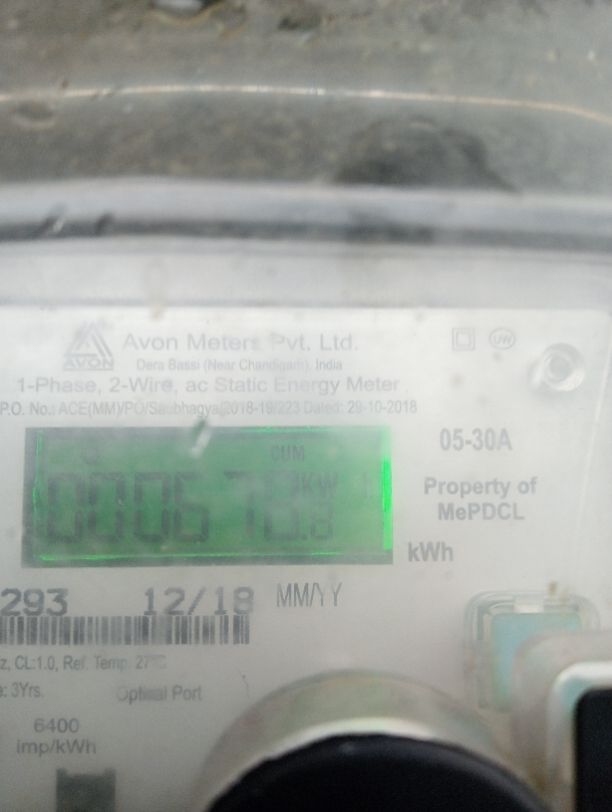 Avon Meters Pvt. Ltd.
AVON
Dera Bassi (Near Chandigarh), India
1-Phase, 2-Wire, ac Static Energy Meter
P.O. No.: ACE(MM)/PO/Saubhagya/2018-19/223 Dated: 29-10-2018
05-30A
CUM
kW
Property of
MePDCL
kWh
293 12/18 MM/YY
z, CL:1.0, Ref. Temp. 27°C
e: 3Yrs. Optical Port
6400
imp/kWh